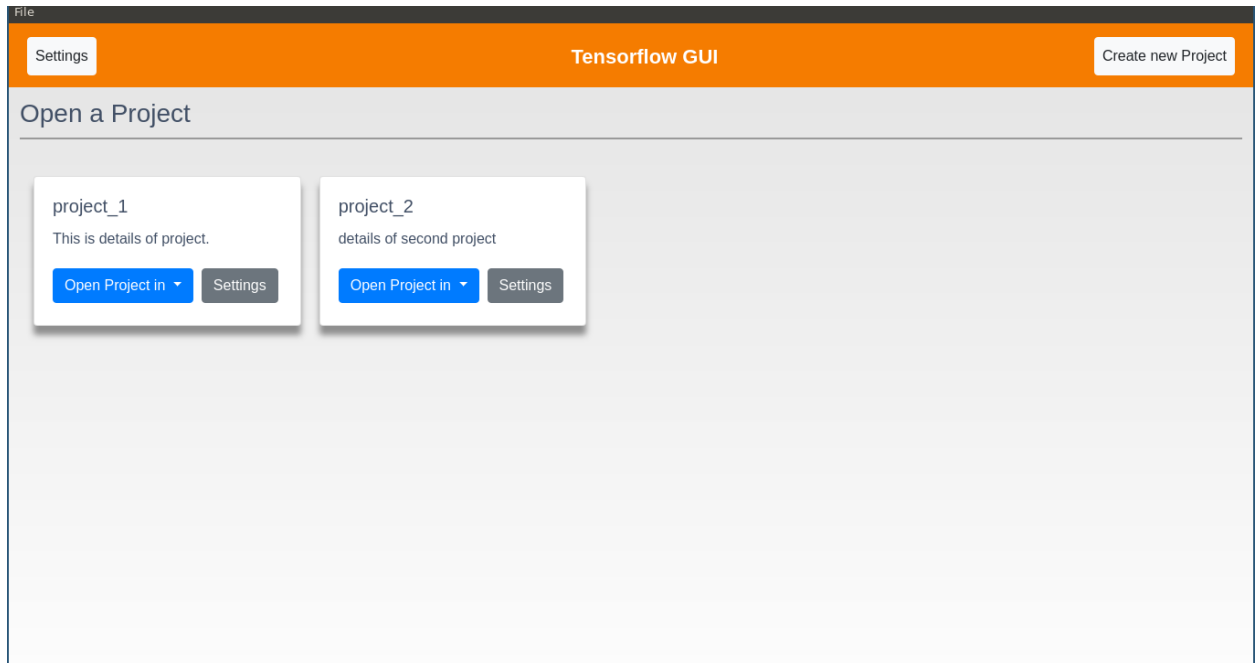 File
Settings
Tensorflow GUI
Create new Project
Open a Project
project_1
This is details of project.
Open Project in
Settings
project_2
details of second project
Open Project in
Settings